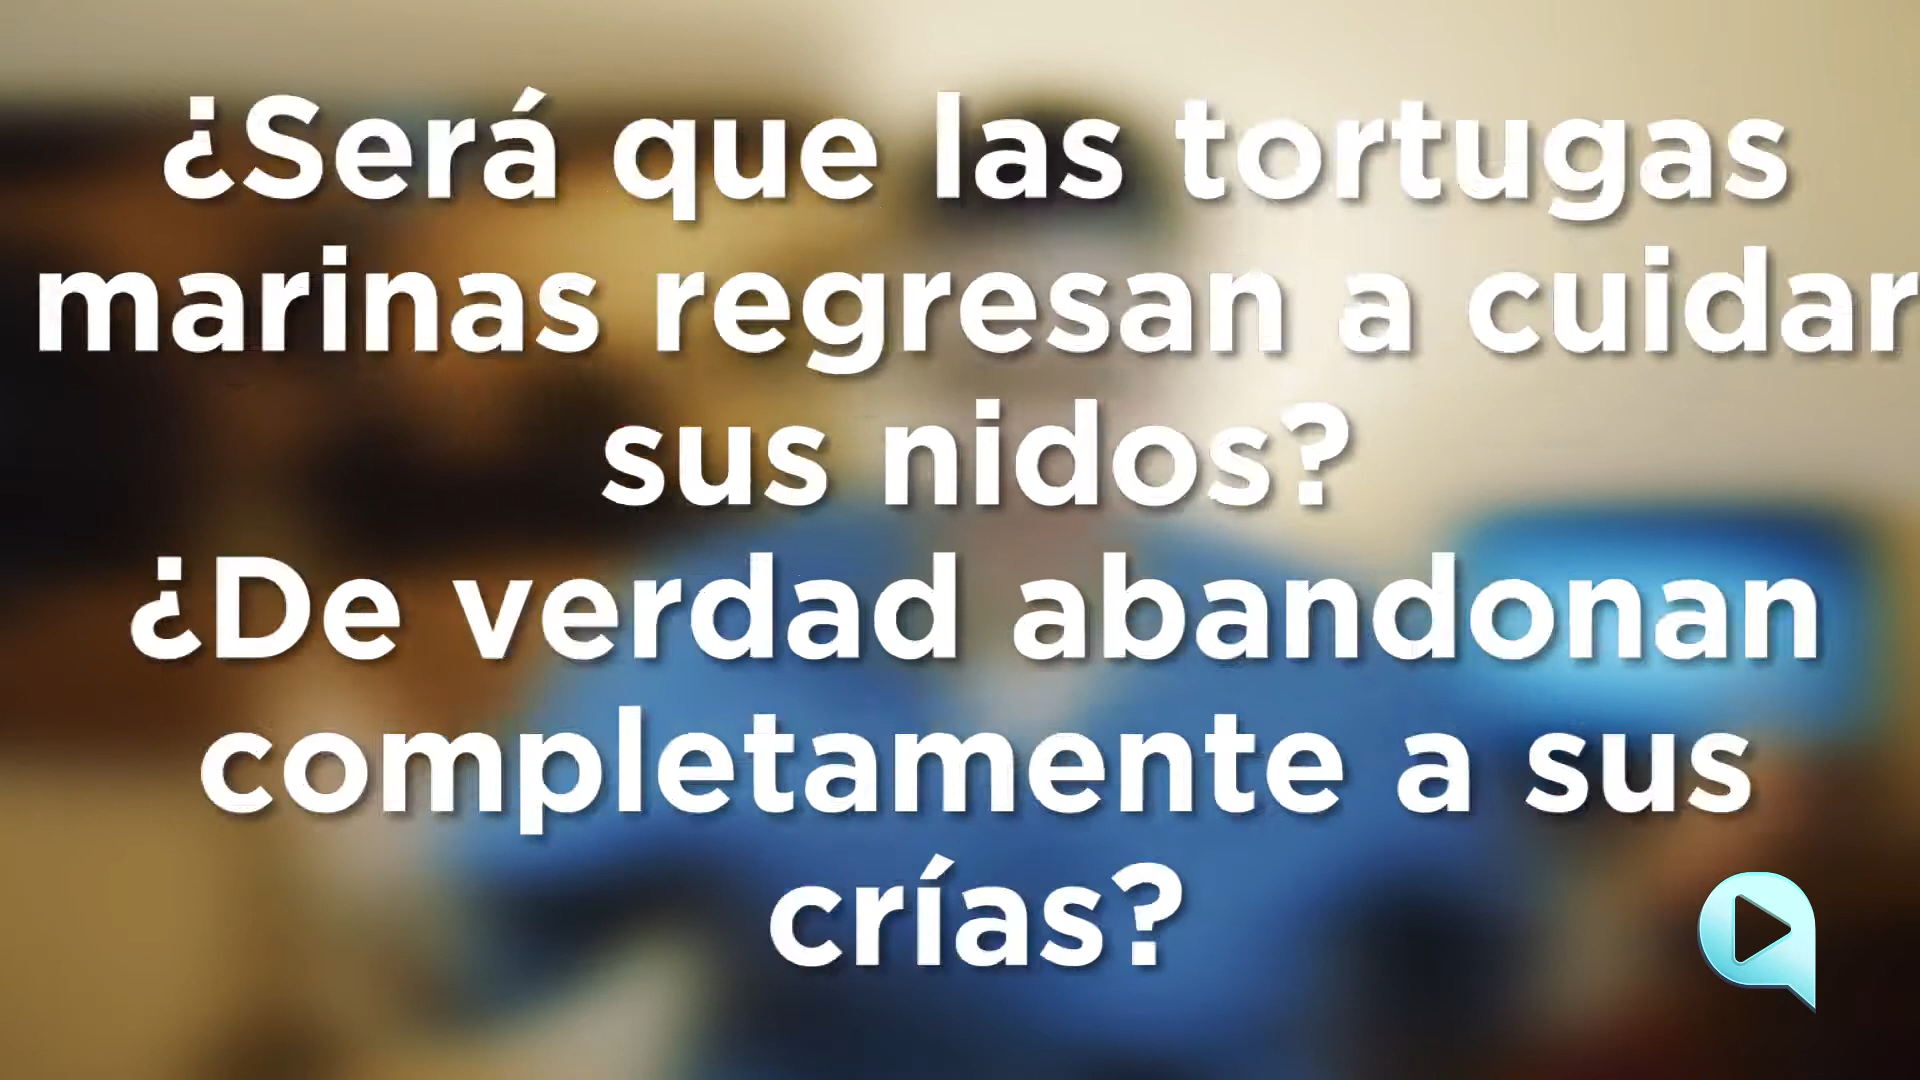 ¿Será que las tortugas
marinas regresan a cuidar
sus nidos?
¿De verdad abandonan
completamente a sus
crías?